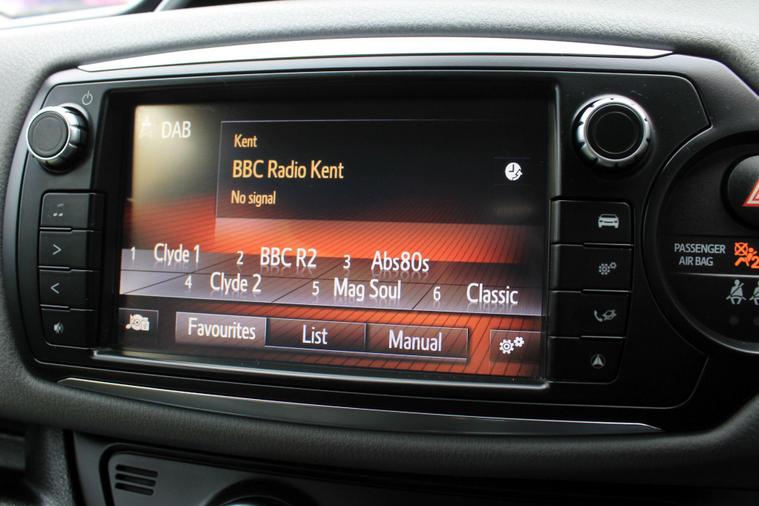 DAB
Kent
BBC Radio Kent
No signal
1 Clyde 1 2 BBC R2 3 Abs80s
4 Clyde 2 5 Mag Soul 6 Classic
Favourites List Manual
PASSENGER
AIR BAG
2